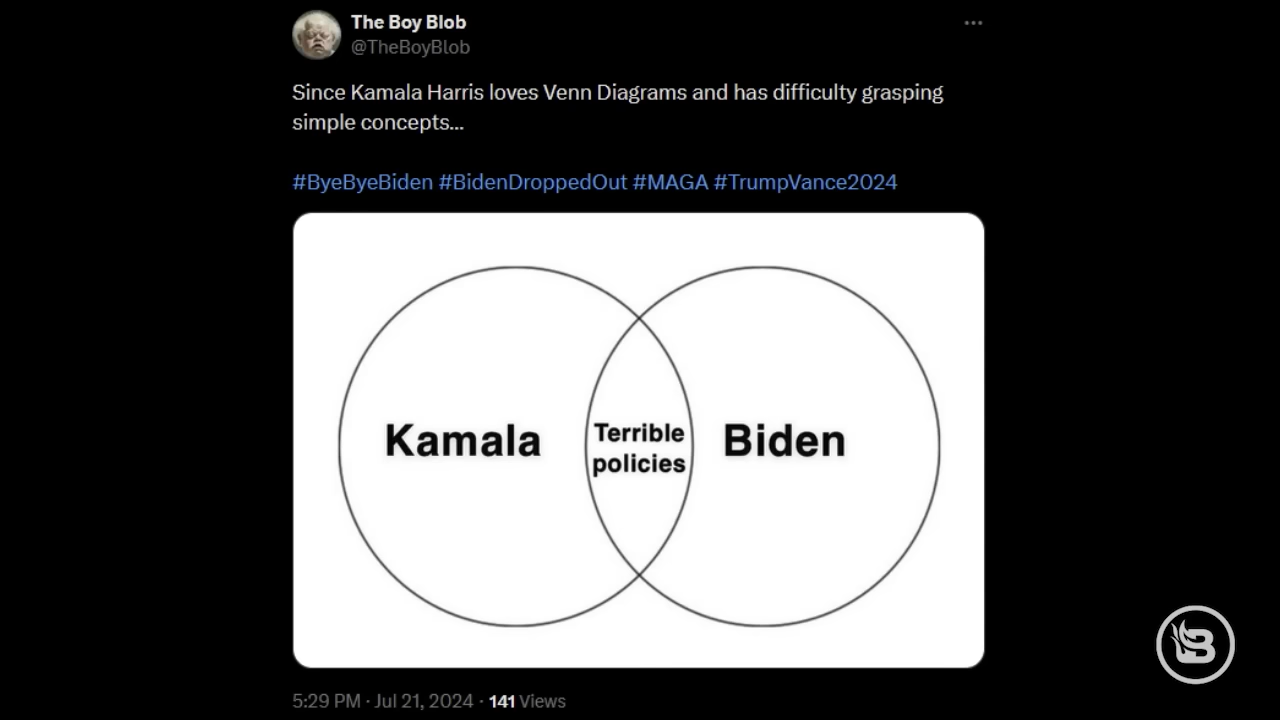 The Boy Blob
@TheBoyBlob
Since Kamala Harris loves Venn Diagrams and has difficulty grasping
simple concepts...
#ByeByeBiden #BidenDroppedOut #MAGA #TrumpVance2024
Kamala
Terrible
policies
Biden
5:29 PM · Jul 21, 2024 · 141 Views
B